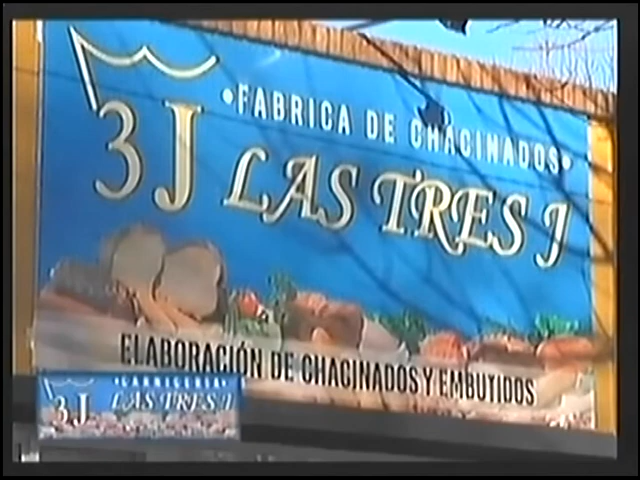 3J
•FABRICA DE CHACINADOS•
LAS TRES J
ELABORACIÓN DE CHACINADOS Y EMBUTIDOS
3J
•CARNICERIA•
LAS TRES J